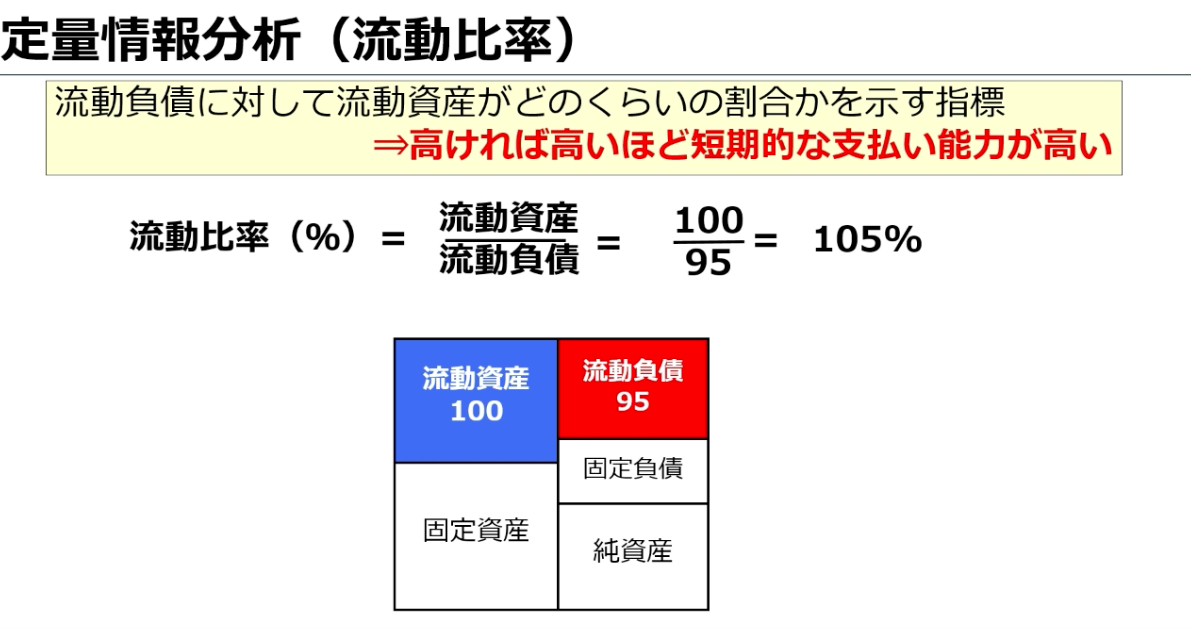 定量情報分析（流動比率）
流動負債に対して流動資産がどのくらいの割合かを示す指標
⇒高ければ高いほど短期的な支払い能力が高い
流動比率（%）= 流動資産 = 100 = 105%
流動負債 95
流動資産
100
流動負債
95
固定負債
固定資産
純資産